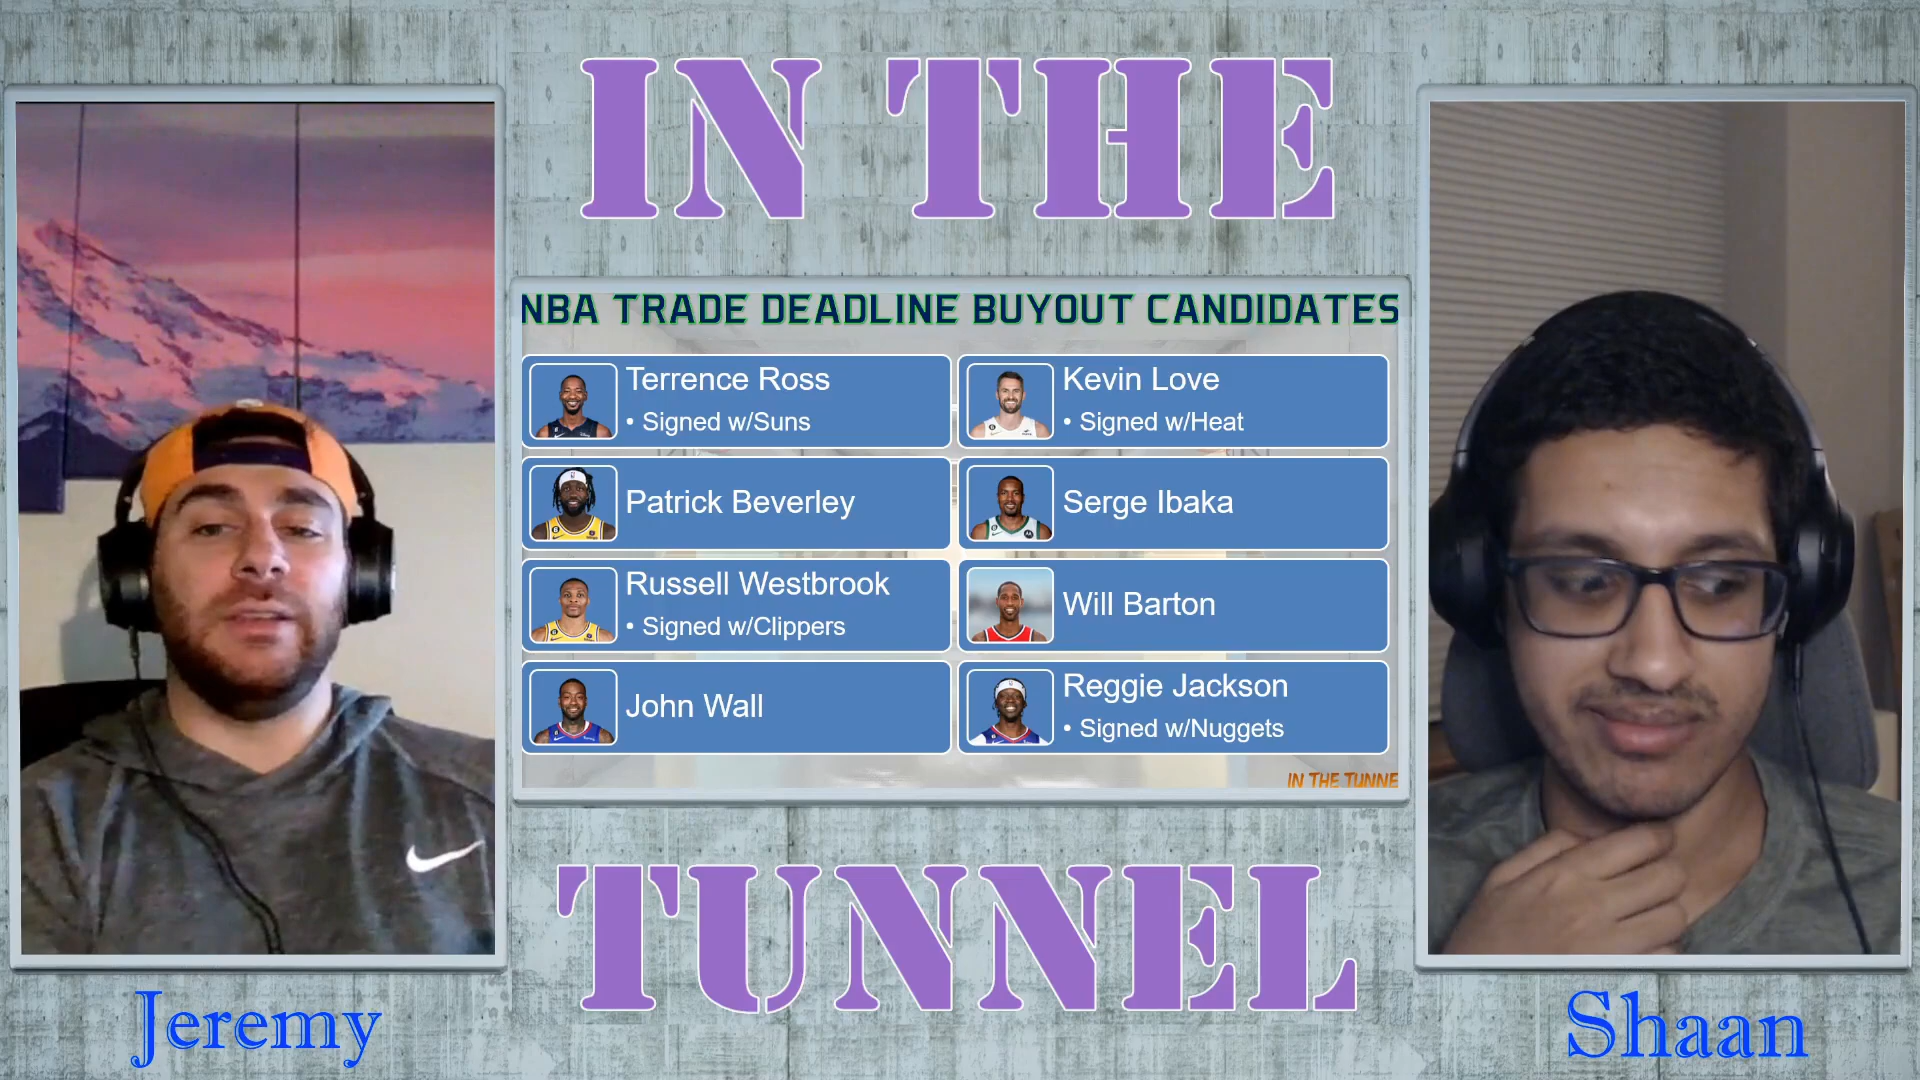 IN THE
NBA TRADE DEADLINE BUYOUT CANDIDATES
Terrence Ross
• Signed w/Suns
Kevin Love
• Signed w/Heat
Patrick Beverley
Serge Ibaka
Russell Westbrook
• Signed w/Clippers
Will Barton
John Wall
Reggie Jackson
• Signed w/Nuggets
IN THE TUNNE
TUNNEL
Jeremy
Shaan